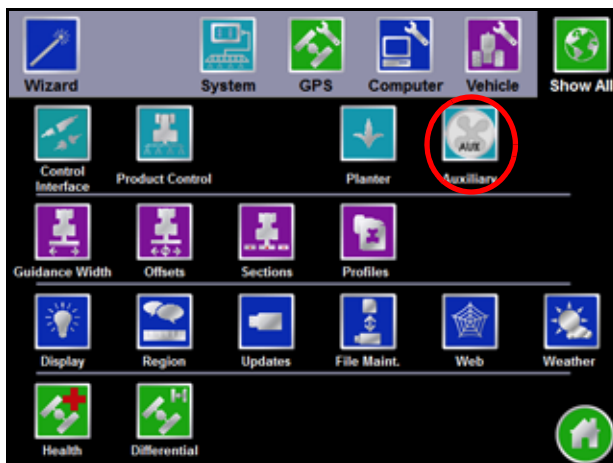 Wizard System GPS Computer Vehicle Show All
AUX
Control
Interface
Product Control Planter Auxiliary
Guidance Width Offsets Sections Profiles
Display Region Updates File Maint. Web Weather
Health Differential